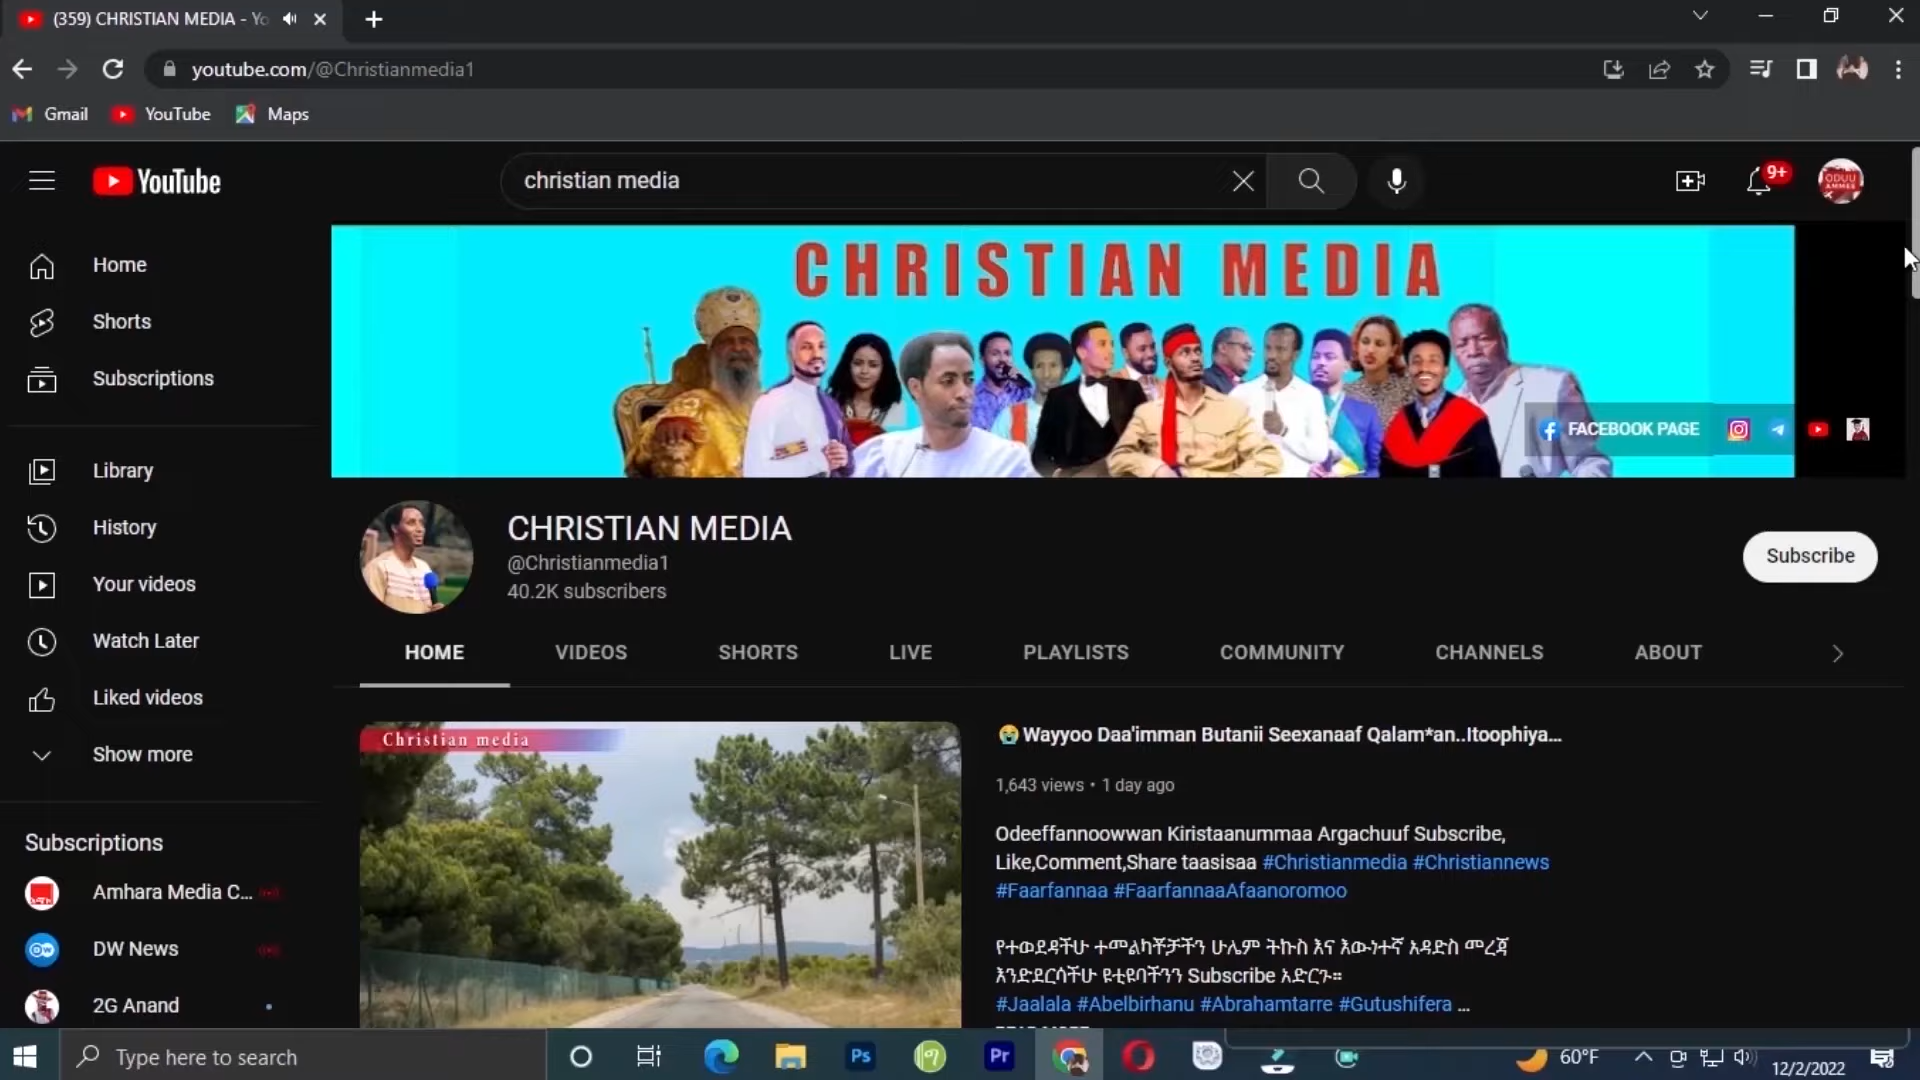 (359) CHRISTIAN MEDIA - Yo
youtube.com/@Christianmedia1
Gmail
YouTube
Maps
YouTube
christian media
9+
ODUU
AMMEE
Home
Shorts
Subscriptions
Library
History
Your videos
Watch Later
Liked videos
Show more
Subscriptions
Amhara Media C...
DW News
2G Anand
CHRISTIAN MEDIA
FACEBOOK PAGE
CHRISTIAN MEDIA
@Christianmedia1
40.2K subscribers
Subscribe
HOME
VIDEOS
SHORTS
LIVE
PLAYLISTS
COMMUNITY
CHANNELS
ABOUT
Christian media
😭Wayyoo Daa'imman Butanii Seexanaaf Qalam*an..Itoophiya...
1,643 views • 1 day ago
Odeeffannoowwan Kiristaanummaa Argachuuf Subscribe,
Like,Comment,Share taasisaa #Christianmedia #Christiannews
#Faarfannaa #FaarfannaaAfaanoromoo
የተወደዳችሁ ተመልካቾቻችን ሁሌም ትኩስ እና እውነተኛ አዳድስ መረጃ
እንድደርሳችሁ ዩቲዩባችንን Subscribe አድርጉ።
#Jaalala #Abelbirhanu #Abrahamtarre #Gutushifera ...
Type here to search
Ps
Pr
60°F
12/2/2022